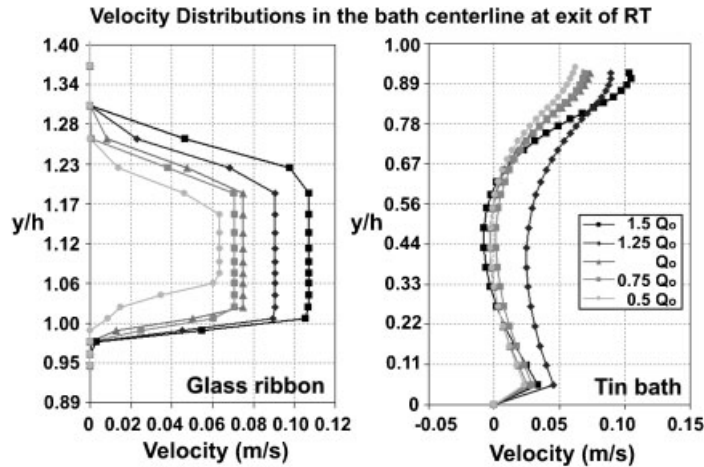 Velocity Distributions in the bath centerline at exit of RT
1.40
1.34
1.28
1.23
y/h
1.17
1.12
1.06
1.00
0.95
0.89
0 0.02 0.04 0.06 0.08 0.10 0.12
Velocity (m/s)
Glass ribbon
1.00
0.89
0.78
0.67
y/h
0.56
0.44
0.33
0.22
0.11
0
-0.05 0 0.05 0.10 0.15
Velocity (m/s)
1.5 Qo
1.25 Qo
Qo
0.75 Qo
0.5 Qo
Tin bath